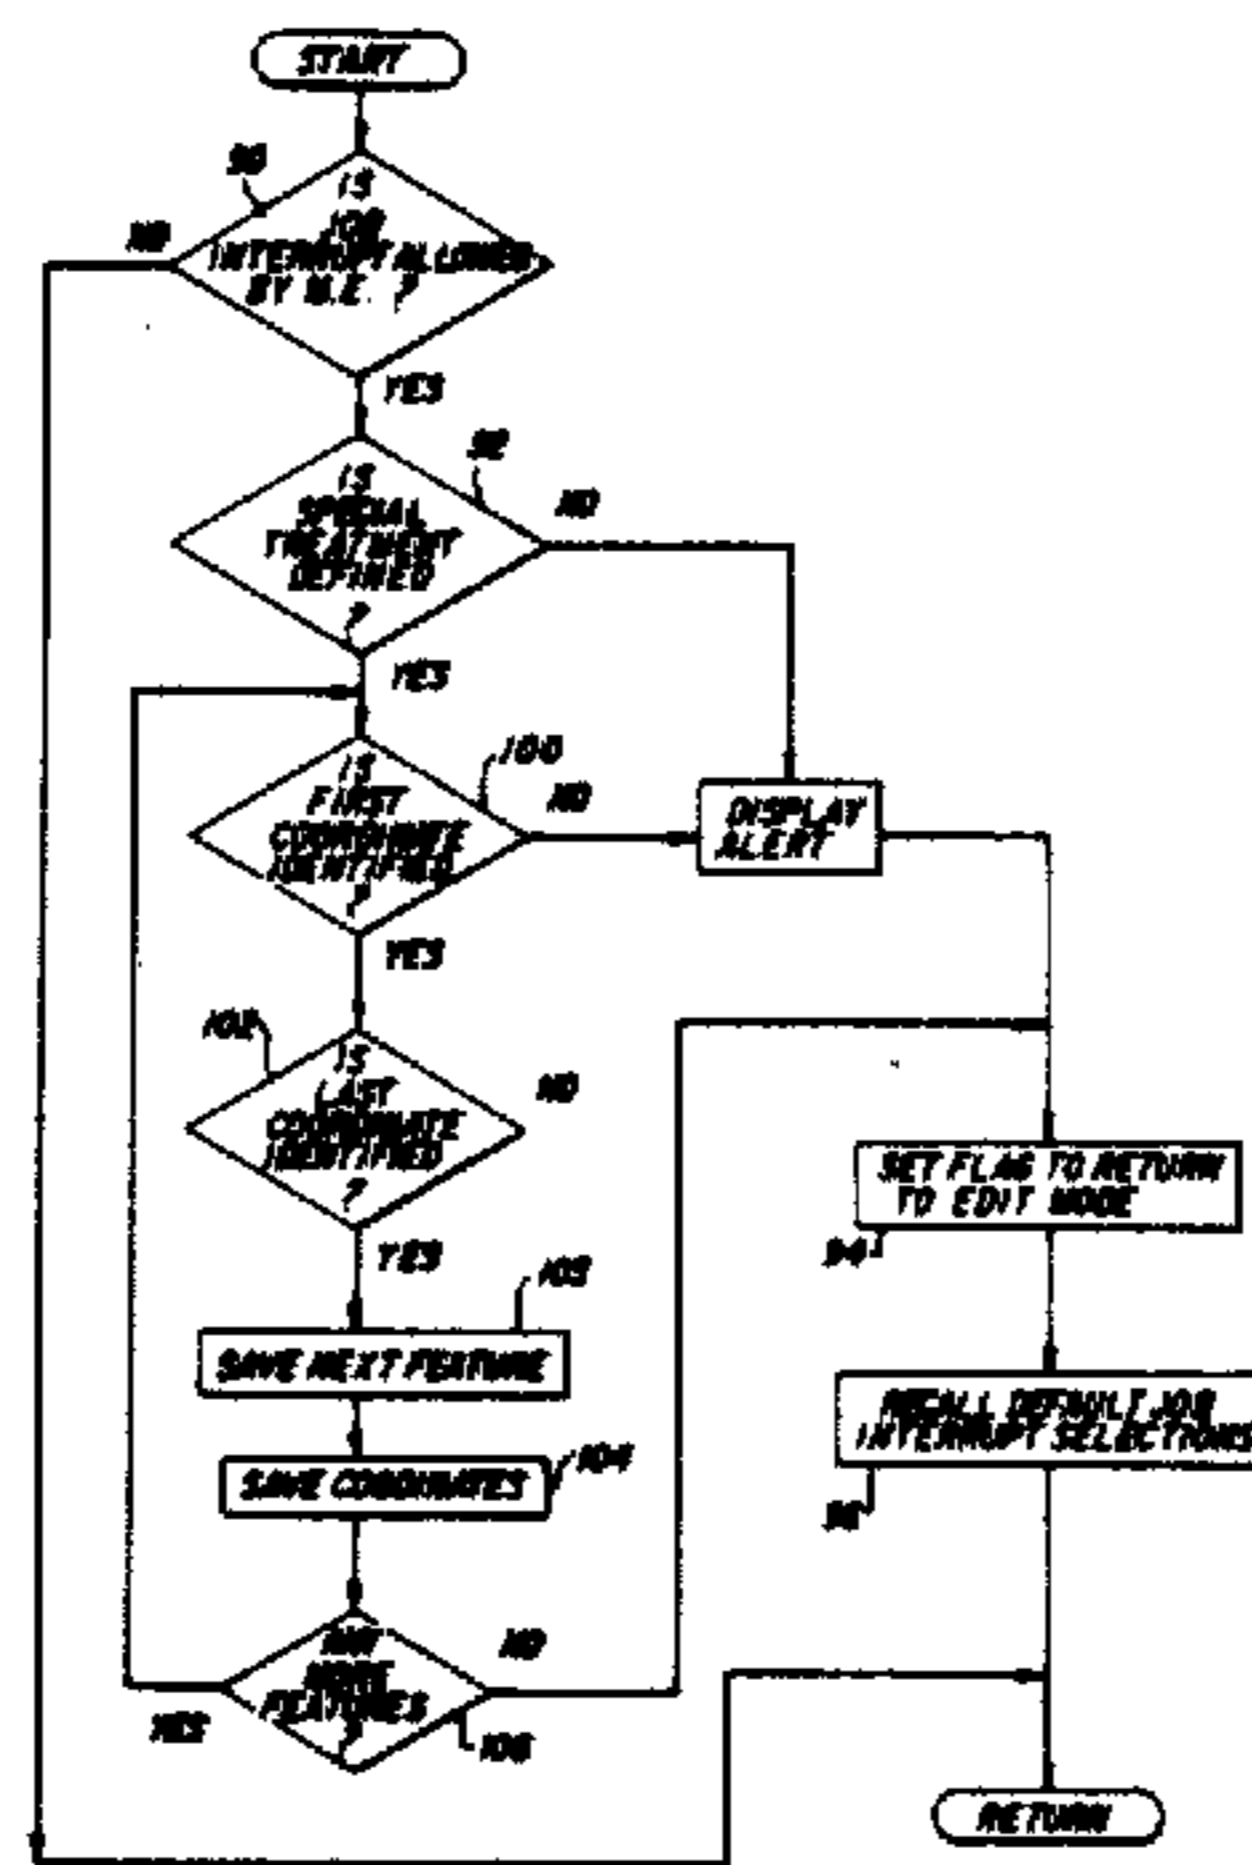 START
90
IS
JOB
INTERRUPT ALLOWED
BY M.E. ?
NO
YES
92
IS
SPECIAL
TREATMENT
DEFINED
?
NO
YES
100
IS
FIRST
COORDINATE
IDENTIFIED
?
NO
YES
DISPLAY
ALERT
102
IS
LAST
COORDINATE
IDENTIFIED
?
NO
YES
SET FLAG TO RETURN
TO EDIT MODE
94
103
SAVE NEXT FEATURE
RECALL DEFAULT JOB
INTERRUPT SELECTIONS
SAVE COORDINATES
104
ANY
MORE
FEATURES
?
NO
YES
106
RETURN